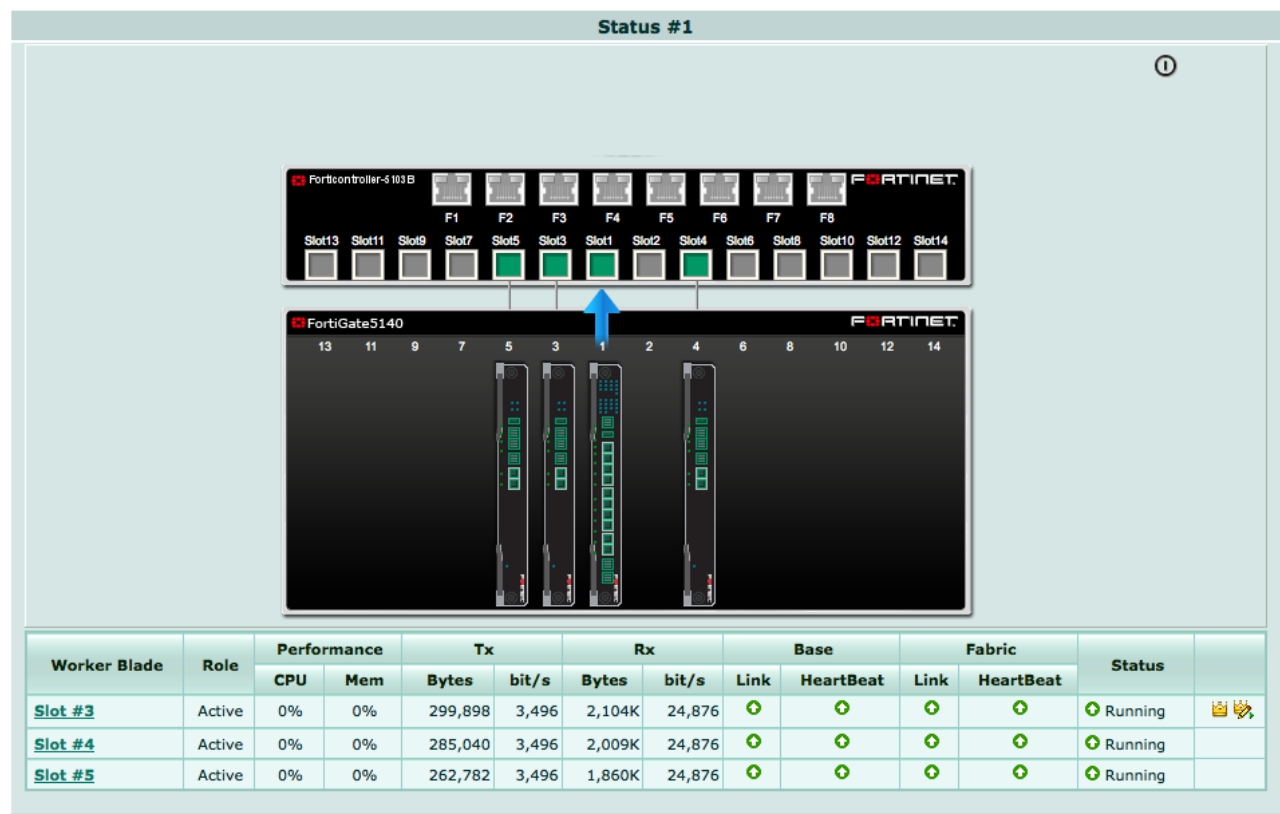 Status #1
Forticontroller-5103B FORTINET
F1 F2 F3 F4 F5 F6 F7 F8
Slot13 Slot11 Slot9 Slot7 Slot5 Slot3 Slot1 Slot2 Slot4 Slot6 Slot8 Slot10 Slot12 Slot14
FortiGate5140 FORTINET
13 11 9 7 5 3 1 2 4 6 8 10 12 14
Worker Blade Role Performance Tx Rx Base Fabric Status
CPU Mem Bytes bit/s Bytes bit/s Link HeartBeat Link HeartBeat
Slot #3 Active 0% 0% 299,898 3,496 2,104K 24,876 Running
Slot #4 Active 0% 0% 285,040 3,496 2,009K 24,876 Running
Slot #5 Active 0% 0% 262,782 3,496 1,860K 24,876 Running